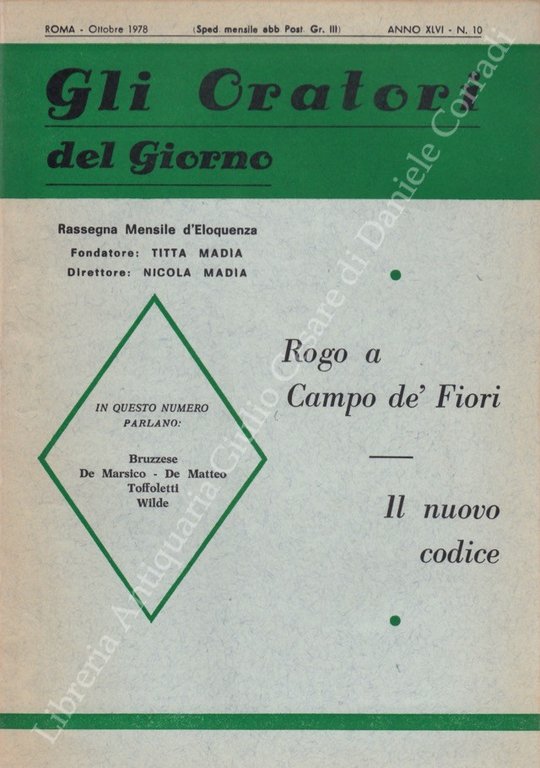 ROMA - Ottobre 1978 (Sped. mensile abb Post. Gr. III) ANNO XLVI - N. 10
Gli Oratori
del Giorno
Rassegna Mensile d'Eloquenza
Fondatore: TITTA MADIA
Direttore: NICOLA MADIA
IN QUESTO NUMERO
PARLANO:
Bruzzese
De Marsico - De Matteo
Toffoletti
Wilde
Rogo a
Campo de' Fiori
Il nuovo
codice
Libreria Antiquaria Giulio Cesare di Daniele Corradi